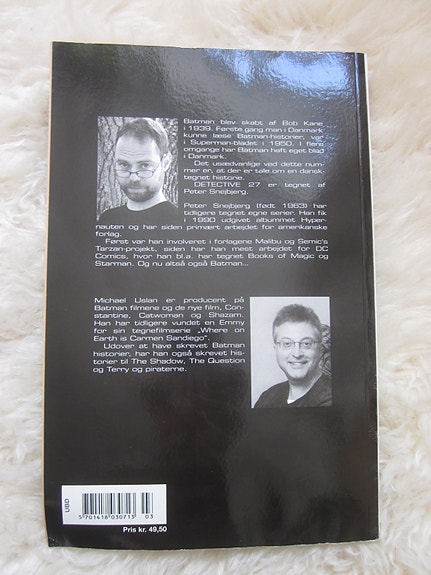 Batman blev skabt af Bob Kane
i 1939. Første gang man i Danmark
kunne læse Batman-historier, var
i Superman-bladet i 1950. I flere
omgange har Batman haft eget blad
i Danmark.
Det usædvanlige ved dette num-
mer er, at der er tale om en dansk-
tegnet historie.
DETECTIVE 27 er tegnet af
Peter Snejbjerg.
Peter Snejbjerg (født 1963) har
tidligere tegnet egne serier. Han fik
i 1990 udgivet albummet Hyper-
nauten og har siden primært arbejdet for amerikanske
forlag.
Først var han involveret i forlagene Malibu og Semic's
Tarzan-projekt, siden har han mest arbejdet for DC
Comics, hvor han bl.a. har tegnet Books of Magic og
Starman. Og nu altså også Batman...
Michael Uslan er producent på
Batman filmene og de nye film, Con-
stantine, Catwoman og Shazam.
Han har tidligere vundet en Emmy
for sin tegnefilmserie „Where on
Earth is Carmen Sandiego".
Udover at have skrevet Batman
historier, har han også skrevet his-
torier til The Shadow, The Question
og Terry og piraterne.
UBD
5 701418 030713 03
Pris kr. 49,50